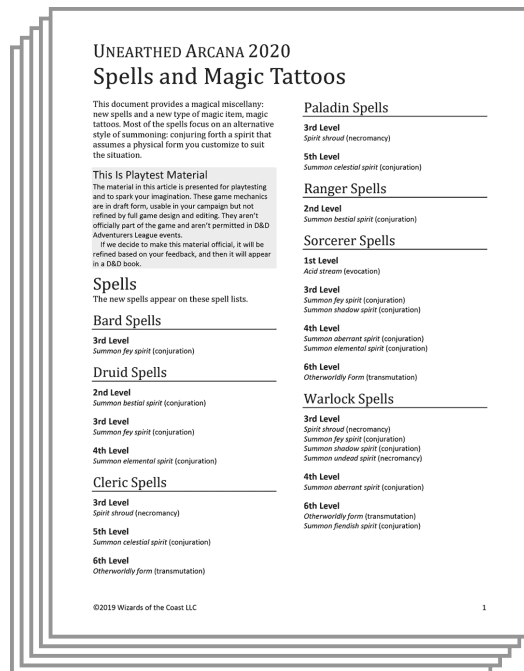 UNEARTHED ARCANA 2020
Spells and Magic Tattoos
This document provides a magical miscellany:
new spells and a new type of magic item, magic
tattoos. Most of the spells focus on an alternative
style of summoning: conjuring forth a spirit that
assumes a physical form you customize to suit
the situation.
This Is Playtest Material
The material in this article is presented for playtesting
and to spark your imagination. These game mechanics
are in draft form, usable in your campaign but not
refined by full game design and editing. They aren't
officially part of the game and aren't permitted in D&D
Adventurers League events.
If we decide to make this material official, it will be
refined based on your feedback, and then it will appear
in a D&D book.
Spells
The new spells appear on these spell lists.
Bard Spells
3rd Level
Summon fey spirit (conjuration)
Druid Spells
2nd Level
Summon bestial spirit (conjuration)
3rd Level
Summon fey spirit (conjuration)
4th Level
Summon elemental spirit (conjuration)
Cleric Spells
3rd Level
Spirit shroud (necromancy)
5th Level
Summon celestial spirit (conjuration)
6th Level
Otherworldly form (transmutation)
Paladin Spells
3rd Level
Spirit shroud (necromancy)
5th Level
Summon celestial spirit (conjuration)
Ranger Spells
2nd Level
Summon bestial spirit (conjuration)
Sorcerer Spells
1st Level
Acid stream (evocation)
3rd Level
Summon fey spirit (conjuration)
Summon shadow spirit (conjuration)
4th Level
Summon aberrant spirit (conjuration)
Summon elemental spirit (conjuration)
6th Level
Otherworldly Form (transmutation)
Warlock Spells
3rd Level
Spirit shroud (necromancy)
Summon fey spirit (conjuration)
Summon shadow spirit (conjuration)
Summon undead spirit (necromancy)
4th Level
Summon aberrant spirit (conjuration)
6th Level
Otherworldly form (transmutation)
Summon fiendish spirit (conjuration)
©2019 Wizards of the Coast LLC
1